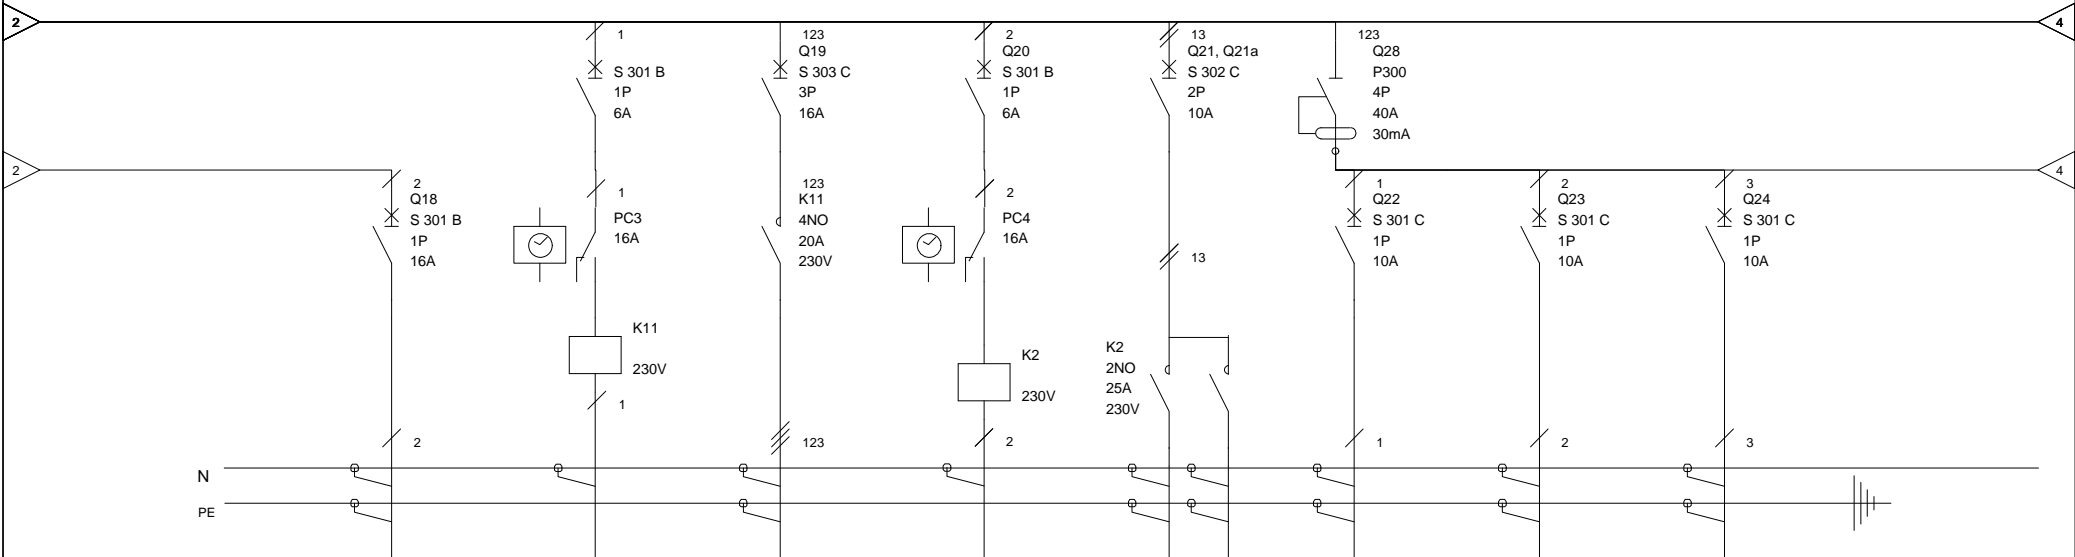 2
4
1
S 301 B
1P
6A
123
Q19
S 303 C
3P
16A
2
Q20
S 301 B
1P
6A
13
Q21, Q21a
S 302 C
2P
10A
123
Q28
P300
4P
40A
30mA
2
4
2
Q18
S 301 B
1P
16A
1
PC3
16A
123
K11
4NO
20A
230V
2
PC4
16A
13
1
Q22
S 301 C
1P
10A
2
Q23
S 301 C
1P
10A
3
Q24
S 301 C
1P
10A
K11
230V
1
K2
230V
K2
2NO
25A
230V
2
123
2
1
2
3
N
PE